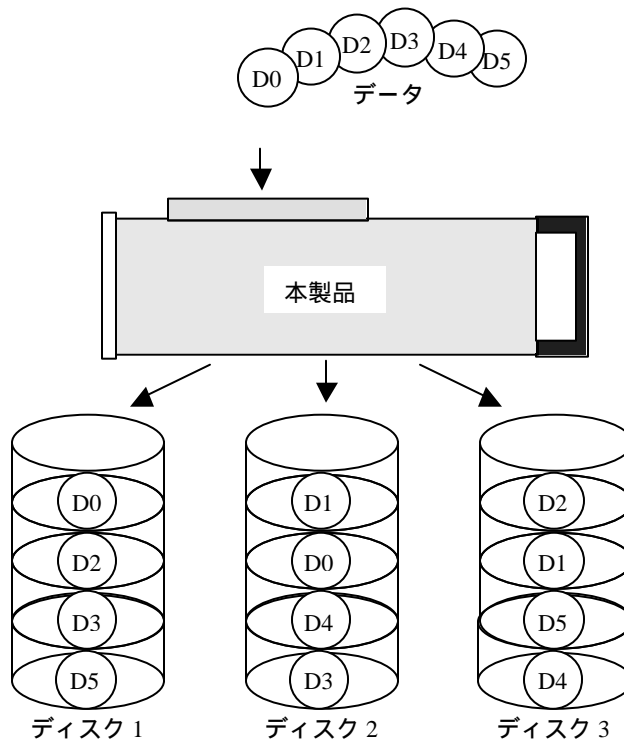 D0 D1 D2 D3 D4 D5
データ
本製品
D0 D1 D2
D2 D0 D1
D3 D4 D5
D5 D3 D4
ディスク 1 ディスク 2 ディスク 3